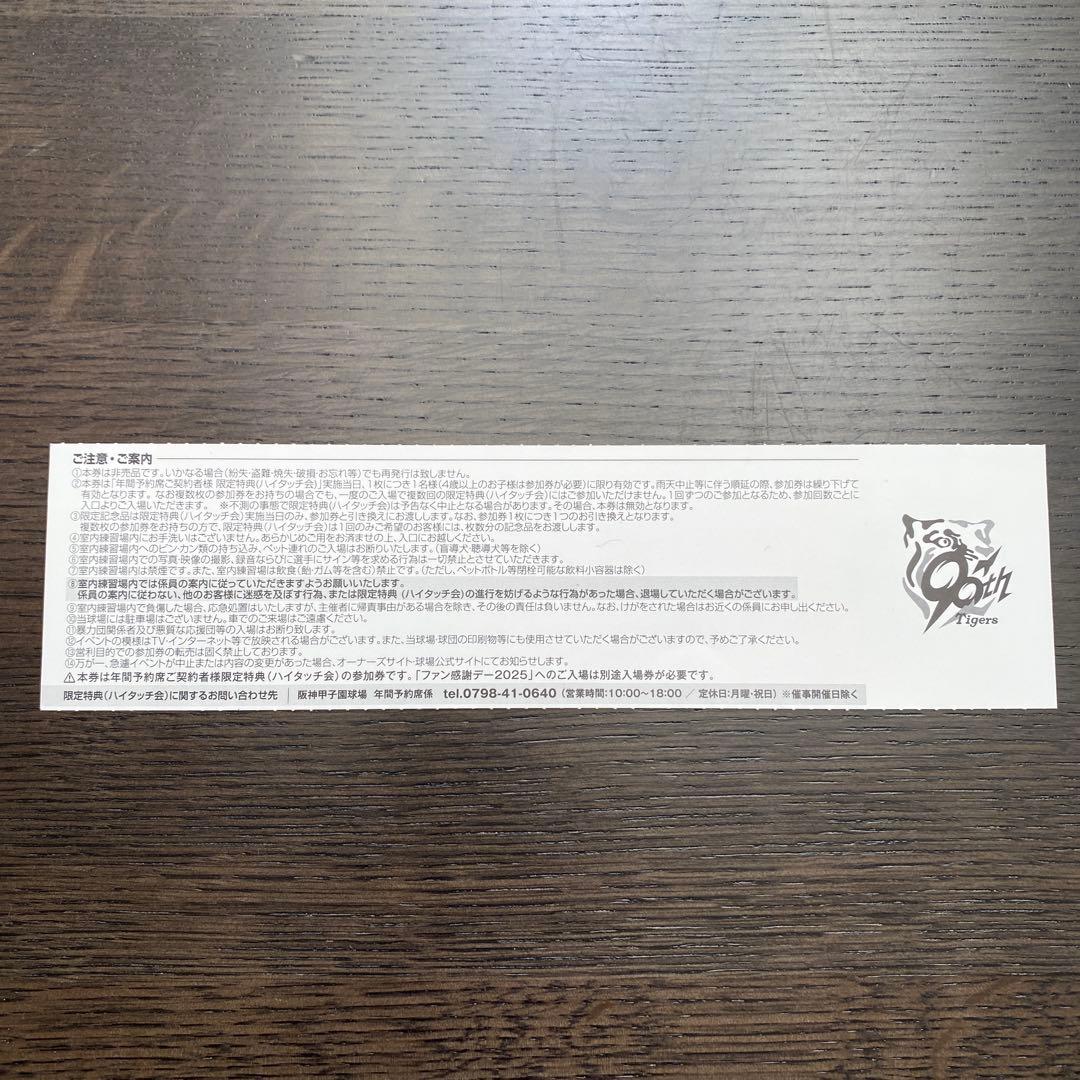 ご注意・ご案内
①本券は非売品です。いかなる場合(紛失・盗難・焼失・破損・お忘れ等)でも再発行は致しません。
②本券は「年間予約席ご契約者様 限定特典(ハイタッチ会)」実施当日、1枚につき1名様(4歳以上のお子様は参加券が必要)に限り有効です。雨天中止等に伴う順延の際、参加券は繰り下げて
有効となります。なお複数枚の参加券をお持ちの場合でも、一度のご入場で複数回の限定特典(ハイタッチ会)にはご参加いただけません。1回ずつのご参加となるため、参加回数ごとに
入口よりご入場いただきます。 ※不測の事態で限定特典(ハイタッチ会)は予告なく中止となる場合があります。その場合、本券は無効となります。
③限定記念品は限定特典(ハイタッチ会)実施当日のみ、参加券と引き換えにお渡しします。なお、参加券1枚につき1つのお引き換えとなります。
複数枚の参加券をお持ちの方で、限定特典(ハイタッチ会)は1回のみご希望のお客様には、枚数分の記念品をお渡しします。
④室内練習場内にお手洗いはございません。あらかじめご用をお済ませの上、入口にお越しください。
⑤室内練習場内へのビン・カン類の持ち込み、ペット連れのご入場はお断りいたします。(盲導犬・聴導犬等を除く)
⑥室内練習場内での写真・映像の撮影、録音ならびに選手にサイン等を求める行為は一切禁止とさせていただきます。
⑦室内練習場内は禁煙です。また、室内練習場は飲食(飴・ガム等を含む)禁止です。(ただし、ペットボトル等閉栓可能な飲料小容器は除く)
⑧室内練習場内では係員の案内に従っていただきますようお願いいたします。
係員の案内に従わない、他のお客様に迷惑を及ぼす行為、または限定特典(ハイタッチ会)の進行を妨げるような行為があった場合、退場していただく場合がございます。
⑨室内練習場内で負傷した場合、応急処置はいたしますが、主催者に帰責事由がある場合を除き、その後の責任は負いません。なお、けがをされた場合はお近くの係員にお申し出ください。
⑩当球場には駐車場はございません。車でのご来場はご遠慮ください。
⑪暴力団関係者及び悪質な応援団等の入場はお断り致します。
⑫イベントの模様はTV・インターネット等で放映される場合がございます。また、当球場・球団の印刷物等にも使用させていただく場合がございますので、予めご了承ください。
⑬営利目的での参加券の転売は固く禁止しております。
⑭万が一、急遽イベントが中止または内容の変更があった場合、オーナーズサイト・球場公式サイトにてお知らせします。
⚠本券は年間予約席ご契約者様限定特典(ハイタッチ会)の参加券です。「ファン感謝デー2025」へのご入場は別途入場券が必要です。
限定特典(ハイタッチ会)に関するお問い合わせ先 阪神甲子園球場 年間予約席係 tel.0798-41-0640(営業時間:10:00~18:00 / 定休日:月曜・祝日) ※催事開催日除く
90th
Tigers